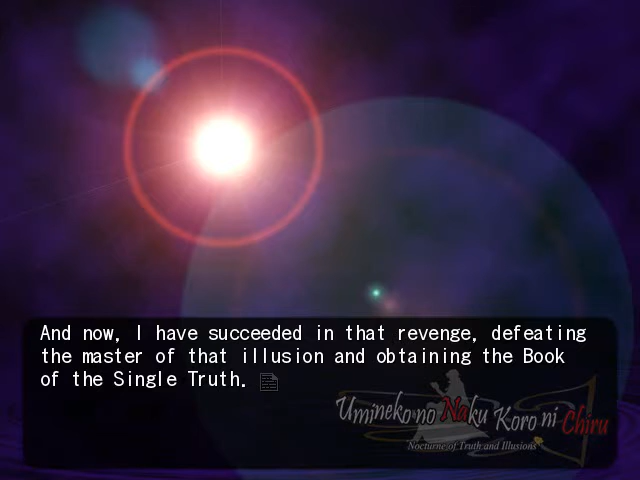 And now, I have succeeded in that revenge, defeating
the master of that illusion and obtaining the Book
of the Single Truth.
Umineko no Naku Koro ni Chiru
Nocturne of Truth and Illusions